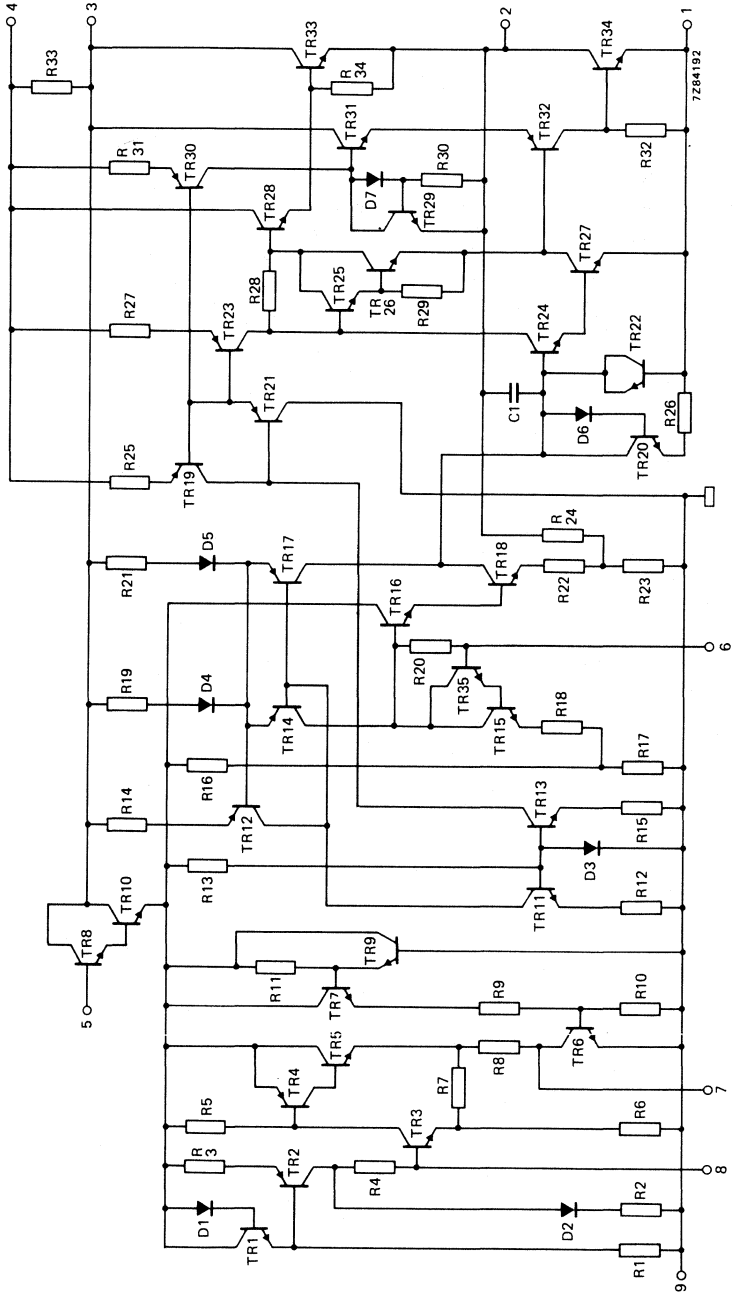 4
3
2
1
R33
TR33
R
34
TR34
7Z84192
R
31
TR30
TR31
TR32
R32
D7
R30
TR29
TR28
R28
TR25
TR
26
R29
TR27
R27
TR23
TR24
TR22
TR21
C1
D6
R26
TR20
R25
TR19
R21
D5
TR17
TR18
R
24
R22
R23
TR16
R20
TR35
6
R19
D4
TR14
TR15
R18
R16
R17
R14
TR12
TR13
R15
R13
D3
TR11
R12
TR8
TR10
5
TR9
R11
TR7
R9
R10
TR5
TR4
R8
TR6
R7
7
R5
TR3
R6
R
3
TR2
R4
8
D1
TR1
D2
R2
R1
9